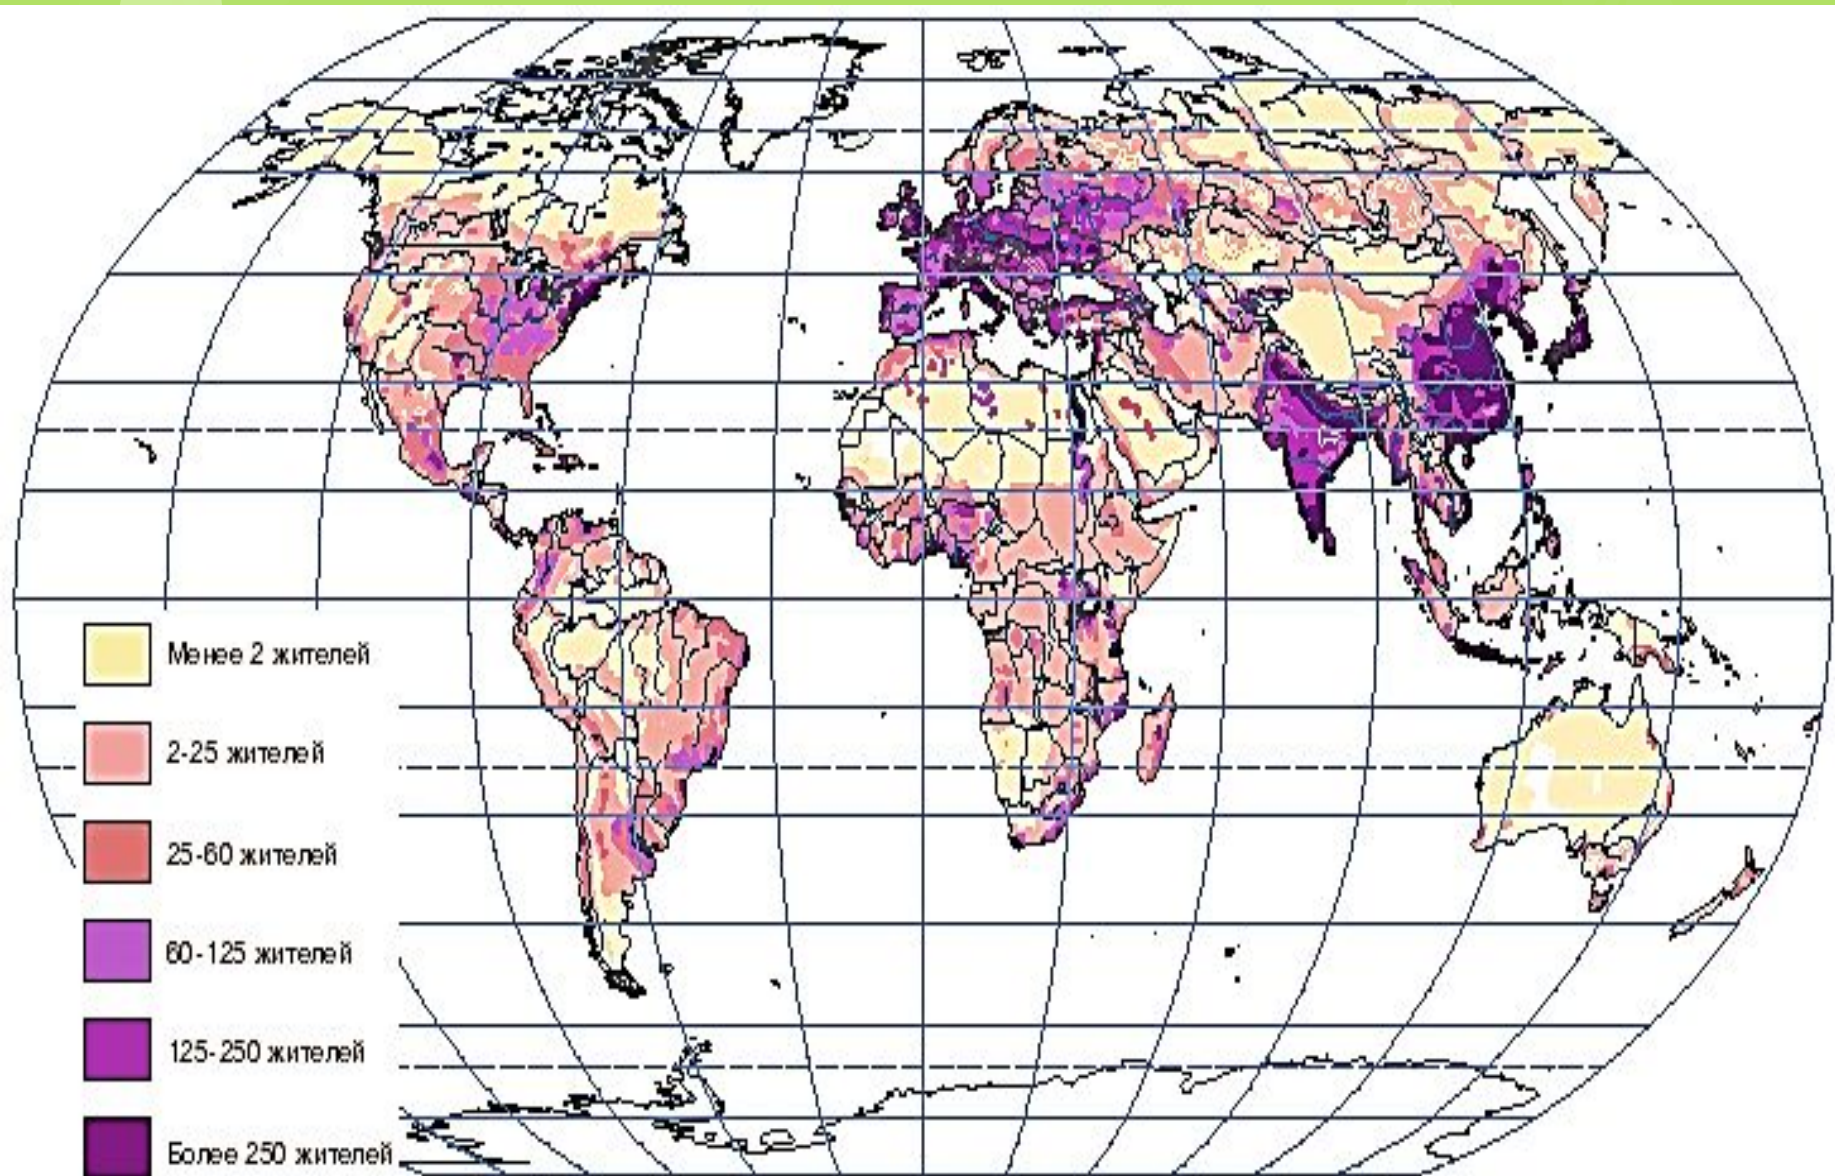 Менее 2 жителей
2-25 жителей
25-60 жителей
60-125 жителей
125-250 жителей
Более 250 жителей